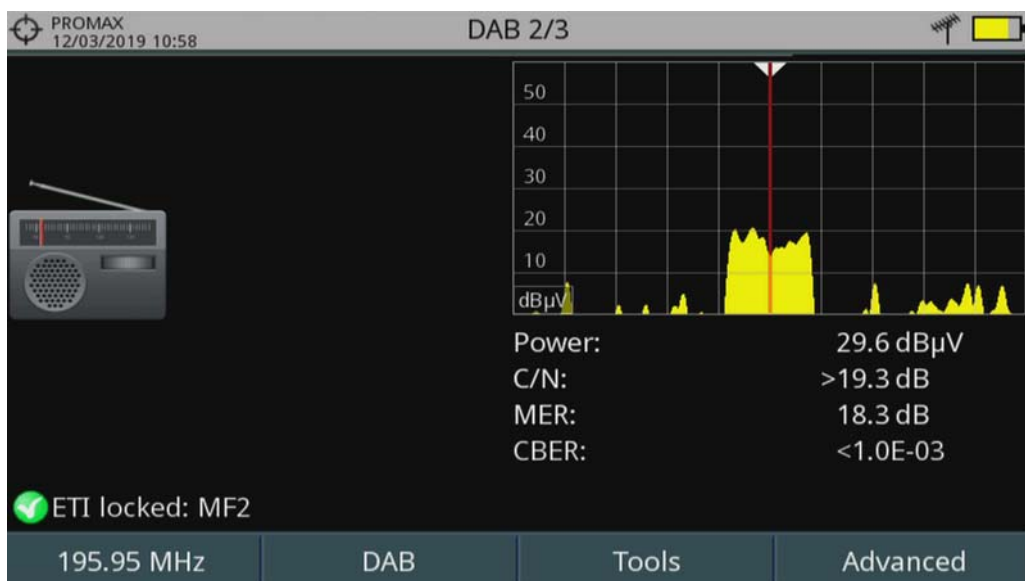 PROMAX
12/03/2019 10:58
DAB 2/3
50
40
30
20
10
dBµV
Power: 29.6 dBµV
C/N: >19.3 dB
MER: 18.3 dB
CBER: <1.0E-03
ETI locked: MF2
195.95 MHz DAB Tools Advanced